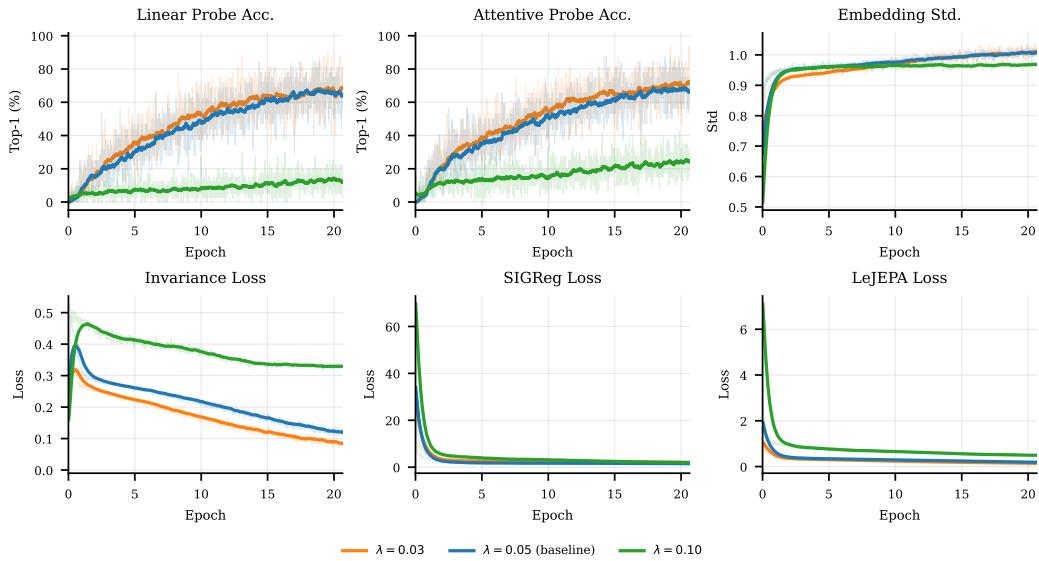 Linear Probe Acc.
Top-1 (%)
100
80
60
40
20
0
0 5 10 15 20
Epoch
Attentive Probe Acc.
Top-1 (%)
100
80
60
40
20
0
0 5 10 15 20
Epoch
Embedding Std.
Std
1.0
0.9
0.8
0.7
0.6
0.5
0 5 10 15 20
Epoch
Invariance Loss
Loss
0.5
0.4
0.3
0.2
0.1
0.0
0 5 10 15 20
Epoch
SIGReg Loss
Loss
60
40
20
0
0 5 10 15 20
Epoch
LeJEPA Loss
Loss
6
4
2
0
0 5 10 15 20
Epoch
λ = 0.03 λ = 0.05 (baseline) λ = 0.10